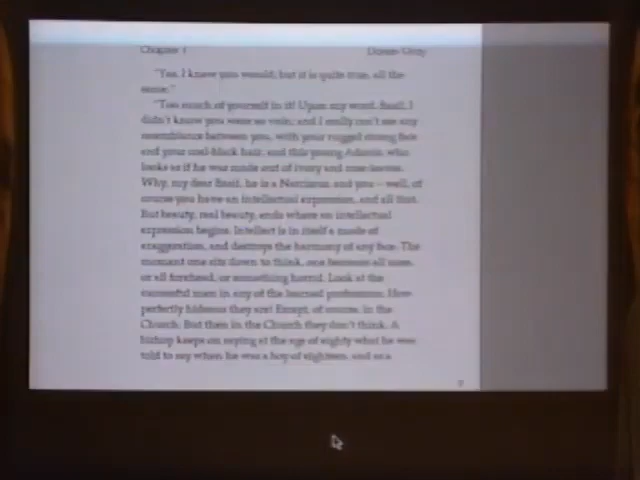 Chapter 1
Dorian Gray
"Yes, I knew you would; but it is quite true, all the
same."
"Too much of yourself in it! Upon my word, Basil, I
didn't know you were so vain; and I really can't see any
resemblance between you, with your rugged strong face
and your coal-black hair, and this young Adonis, who
looks as if he was made out of ivory and rose-leaves.
Why, my dear Basil, he is a Narcissus, and you – well, of
course you have an intellectual expression, and all that.
But beauty, real beauty, ends where an intellectual
expression begins. Intellect is in itself a mode of
exaggeration, and destroys the harmony of any face. The
moment one sits down to think, one becomes all nose,
or all forehead, or something horrid. Look at the
successful men in any of the learned professions. How
perfectly hideous they are! Except, of course, in the
Church. But then in the Church they don't think. A
bishop keeps on saying at the age of eighty what he was
told to say when he was a boy of eighteen, and as a